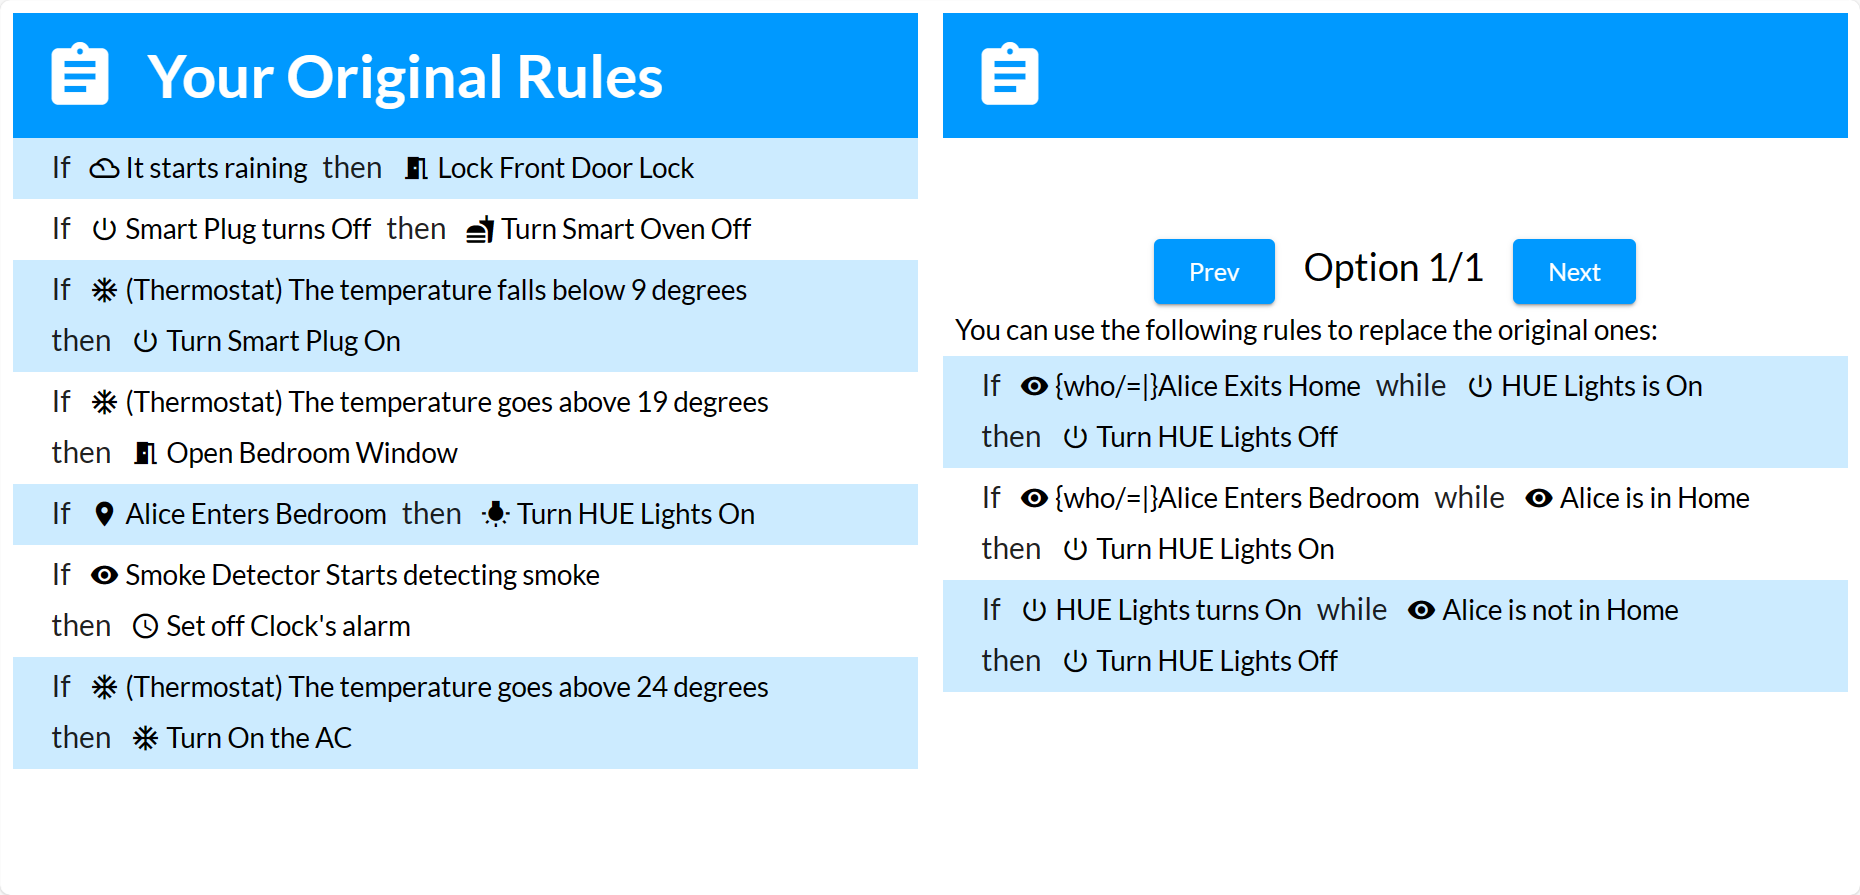 Your Original Rules
If It starts raining then Lock Front Door Lock
If Smart Plug turns Off then Turn Smart Oven Off
If (Thermostat) The temperature falls below 9 degrees
then Turn Smart Plug On
If (Thermostat) The temperature goes above 19 degrees
then Open Bedroom Window
If Alice Enters Bedroom then Turn HUE Lights On
If Smoke Detector Starts detecting smoke
then Set off Clock's alarm
If (Thermostat) The temperature goes above 24 degrees
then Turn On the AC
Prev Option 1/1 Next
You can use the following rules to replace the original ones:
If {who/=|}Alice Exits Home while HUE Lights is On
then Turn HUE Lights Off
If {who/=|}Alice Enters Bedroom while Alice is in Home
then Turn HUE Lights On
If HUE Lights turns On while Alice is not in Home
then Turn HUE Lights Off